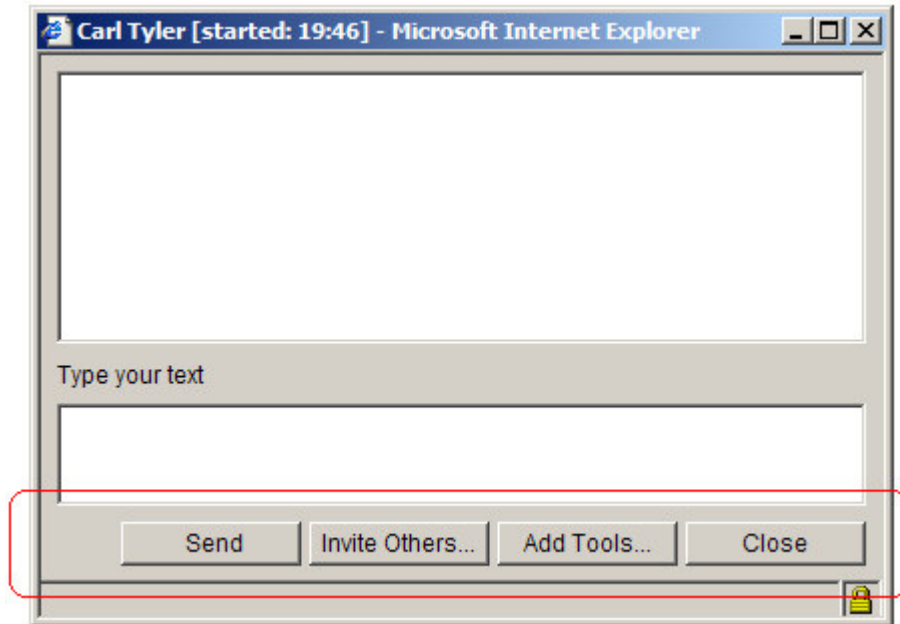 Carl Tyler [started: 19:46] - Microsoft Internet Explorer
Type your text
Send Invite Others... Add Tools... Close